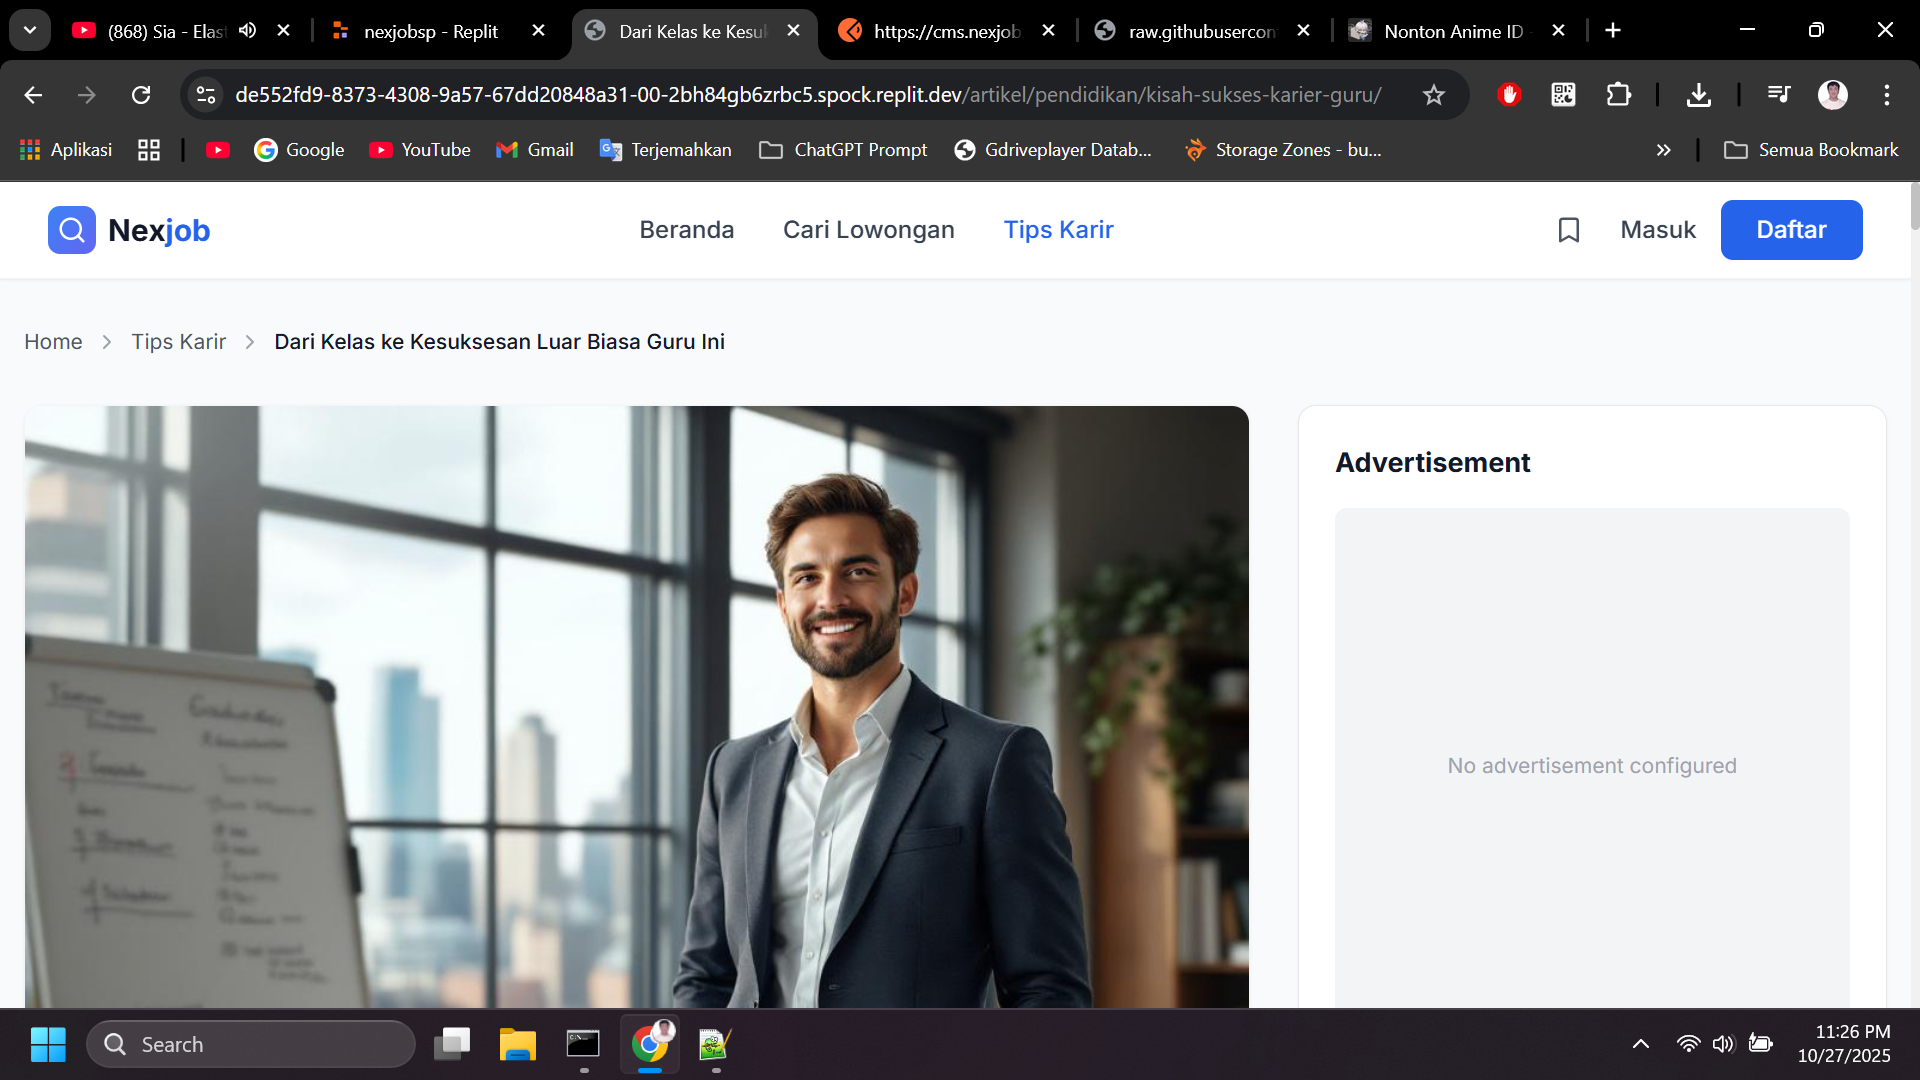 (868) Sia - Elast
nexjobsp - Replit
Dari Kelas ke Kesuk
https://cms.nexjob
raw.githubusercon
Nonton Anime ID
de552fd9-8373-4308-9a57-67dd20848a31-00-2bh84gb6zrbc5.spock.replit.dev/artikel/pendidikan/kisah-sukses-karier-guru/
Aplikasi
Google
YouTube
Gmail
Terjemahkan
ChatGPT Prompt
Gdriveplayer Datab...
Storage Zones - bu...
Semua Bookmark
Nexjob
Beranda
Cari Lowongan
Tips Karir
Masuk
Daftar
Home > Tips Karir > Dari Kelas ke Kesuksesan Luar Biasa Guru Ini
Advertisement
No advertisement configured
Search
11:26 PM
10/27/2025